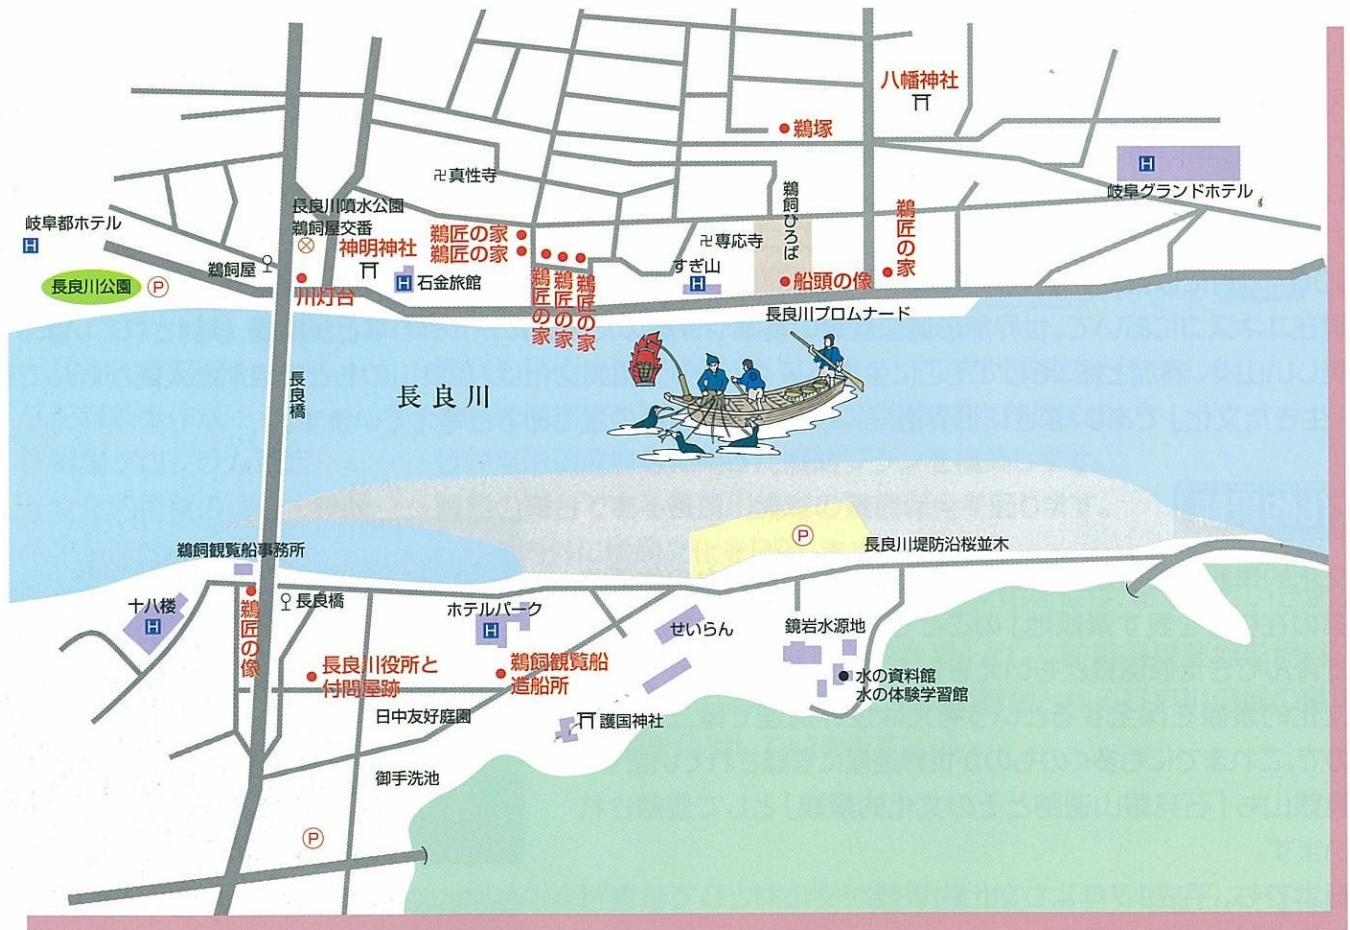 八幡神社
鵜塚
H
岐阜グランドホテル
卍真性寺
長良川噴水公園
鵜飼屋交番
岐阜都ホテル
H
神明神社
鵜匠の家
鵜匠の家
鵜匠の家
鵜匠の家
鵜匠の家
卍専応寺
鵜飼ひろば
鵜匠の家
鵜飼屋
長良川公園
P
川灯台
H 石金旅館
すぎ山
H
船頭の像
長良川プロムナード
長良橋
長良川
P
長良川堤防沿桜並木
鵜飼観覧船事務所
十八楼
H
鵜匠の像
長良橋
ホテルパーク
H
せいらん
鏡岩水源地
長良川役所と
付問屋跡
鵜飼観覧船
造船所
水の資料館
水の体験学習館
日中友好庭園
護国神社
御手洗池
P